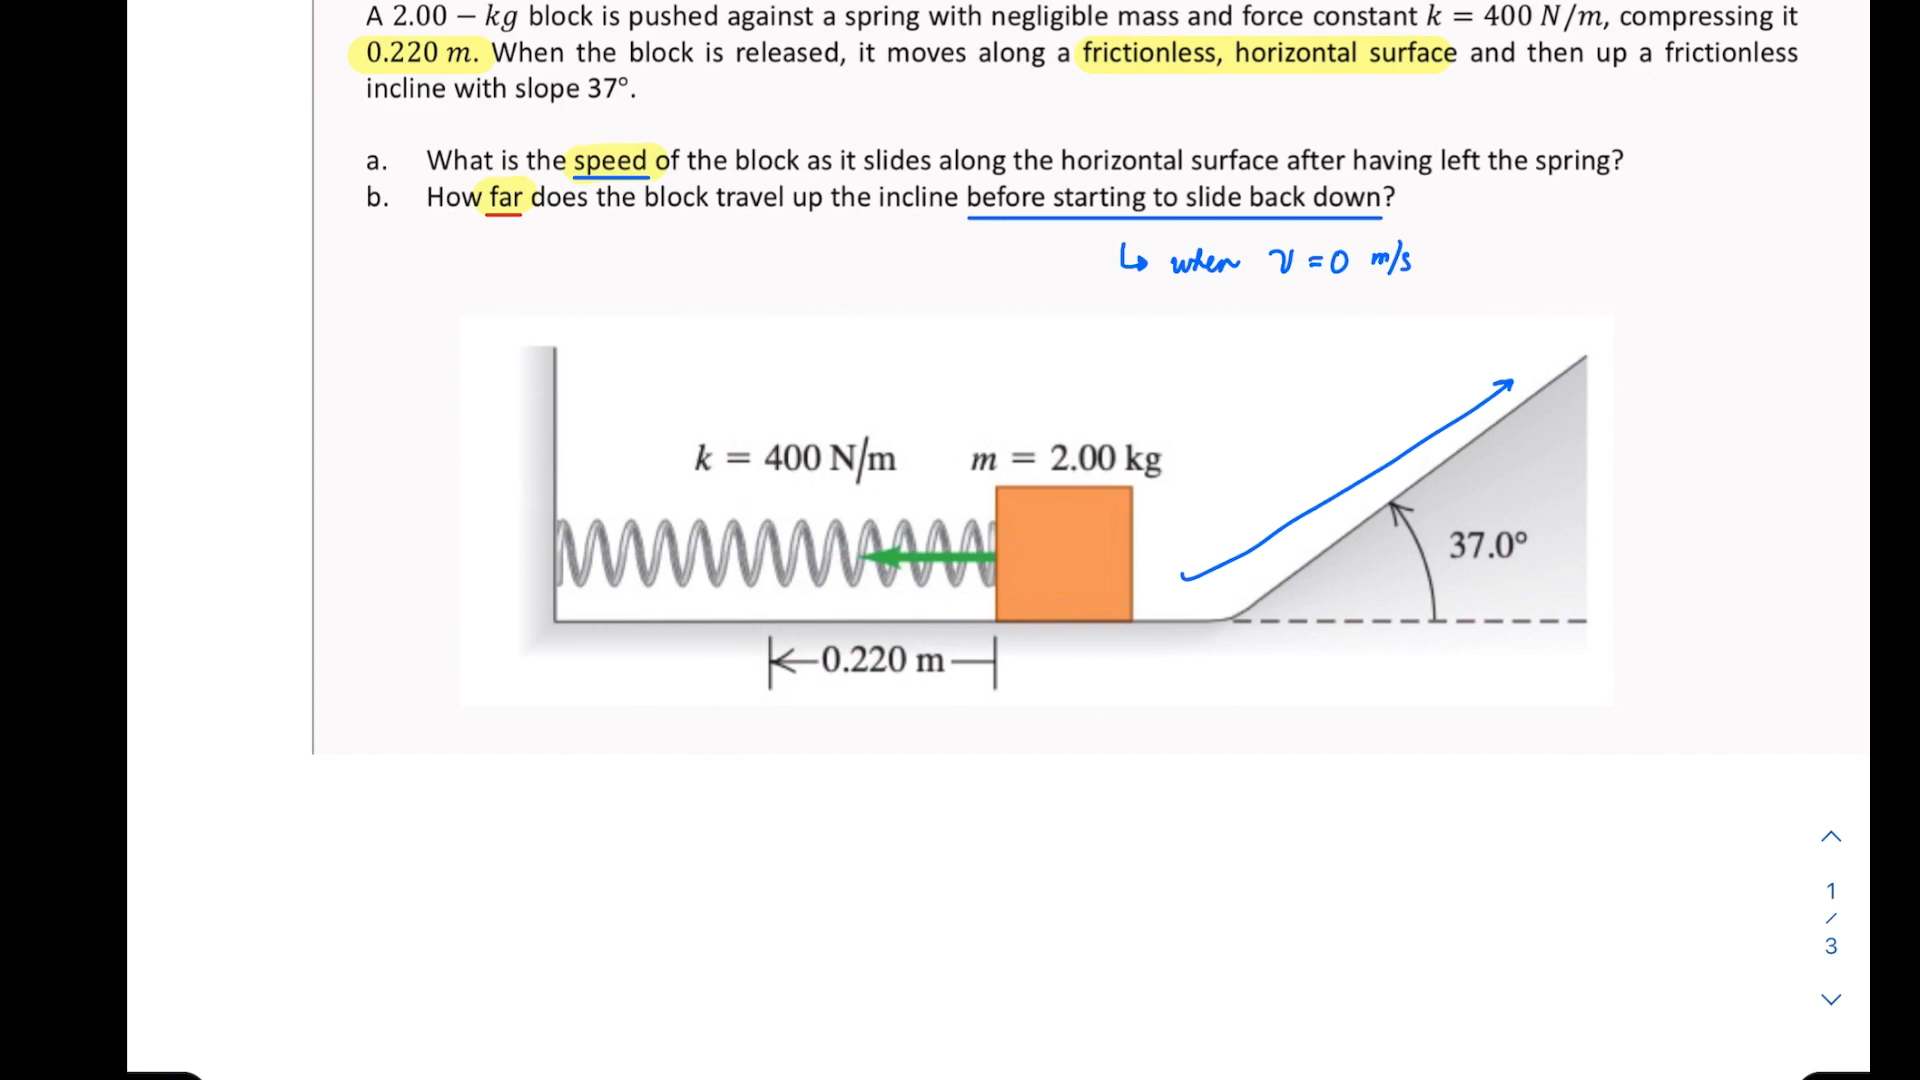 A 2.00 − kg block is pushed against a spring with negligible mass and force constant k = 400 N/m, compressing it
0.220 m. When the block is released, it moves along a frictionless, horizontal surface and then up a frictionless
incline with slope 37°.
a. What is the speed of the block as it slides along the horizontal surface after having left the spring?
b. How far does the block travel up the incline before starting to slide back down?
↳ when v = 0 m/s
k = 400 N/m m = 2.00 kg
37.0°
0.220 m
1
/
3